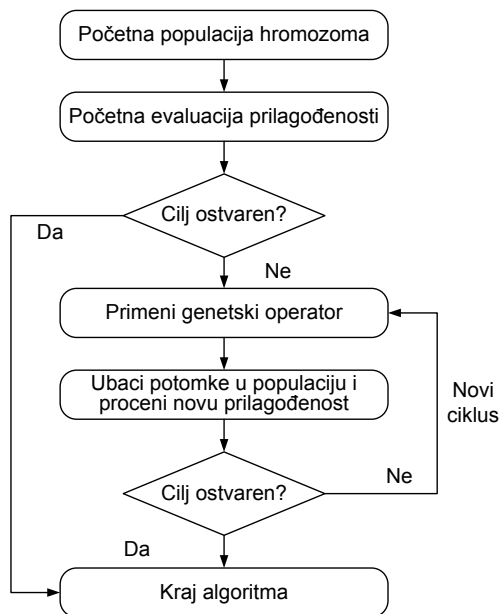 Početna populacija hromozoma
Početna evaluacija prilagođenosti
Cilj ostvaren?
Da
Ne
Primeni genetski operator
Ubaci potomke u populaciju i
proceni novu prilagođenost
Novi
ciklus
Cilj ostvaren?
Ne
Da
Kraj algoritma